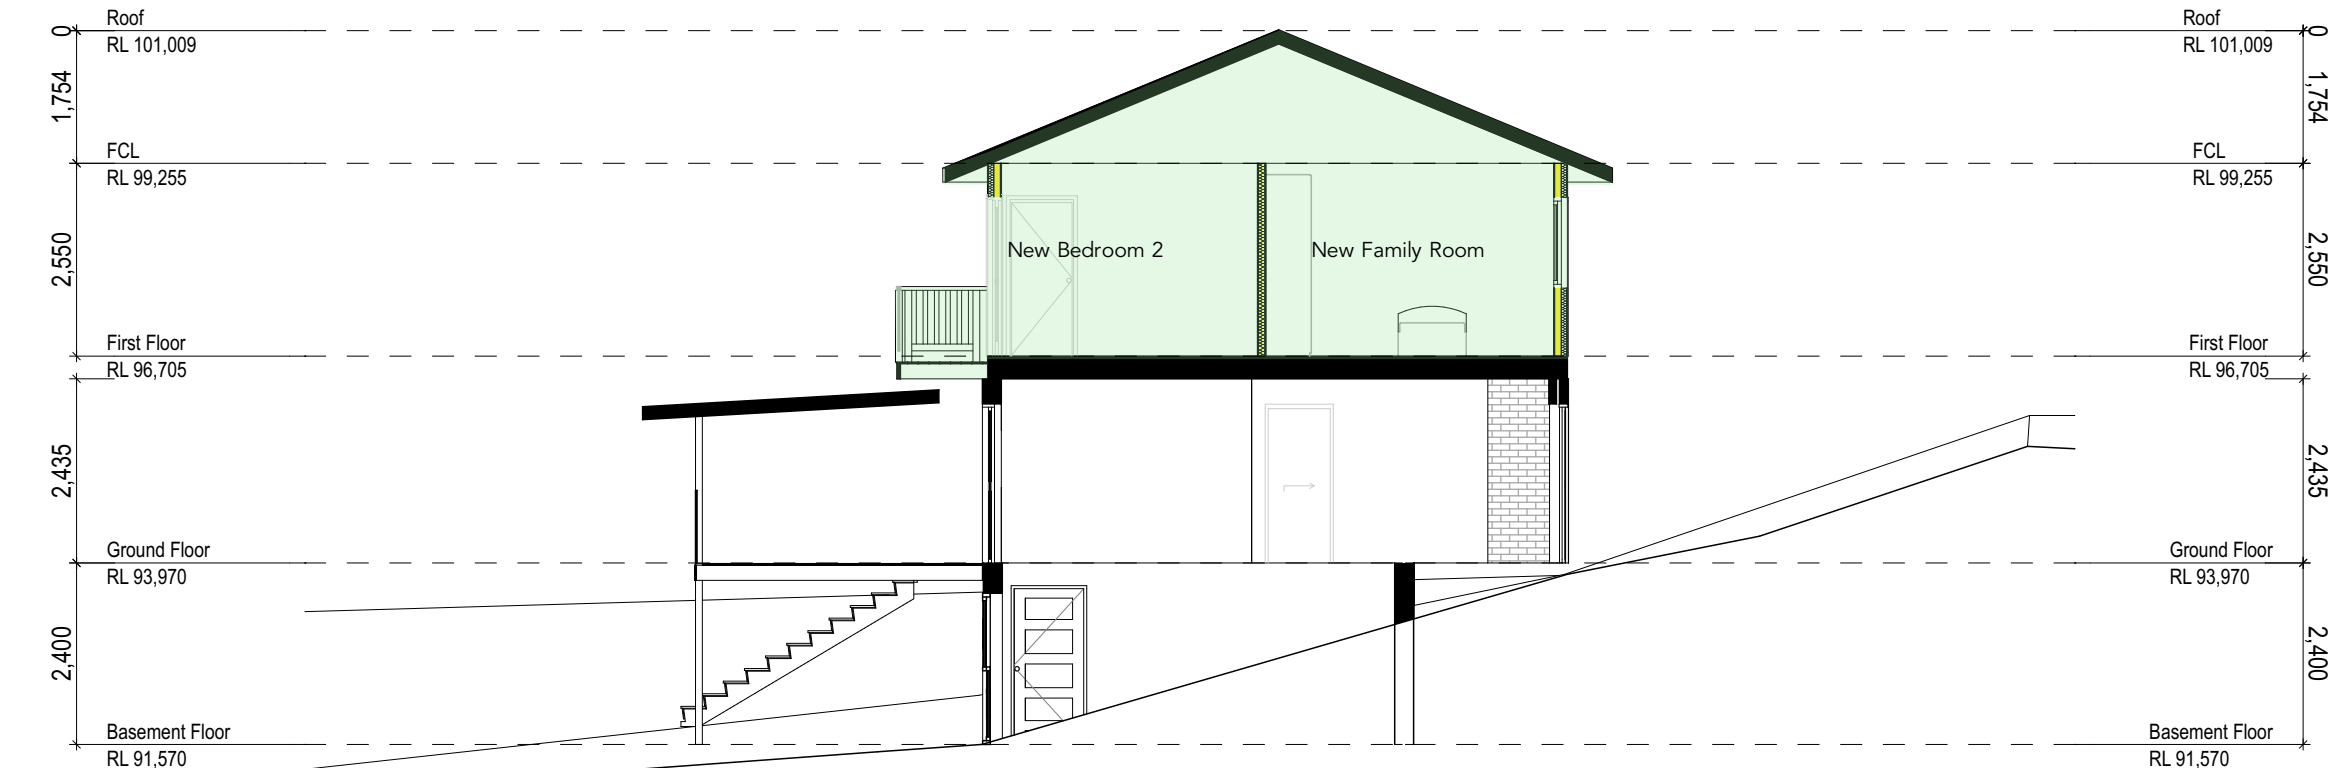 Roof
RL 101,009
Roof
RL 101,009
0
0
1,754
1,754
FCL
RL 99,255
FCL
RL 99,255
2,550
New Bedroom 2
New Family Room
2,550
First Floor
RL 96,705
First Floor
RL 96,705
2,435
2,435
Ground Floor
RL 93,970
Ground Floor
RL 93,970
2,400
2,400
Basement Floor
RL 91,570
Basement Floor
RL 91,570